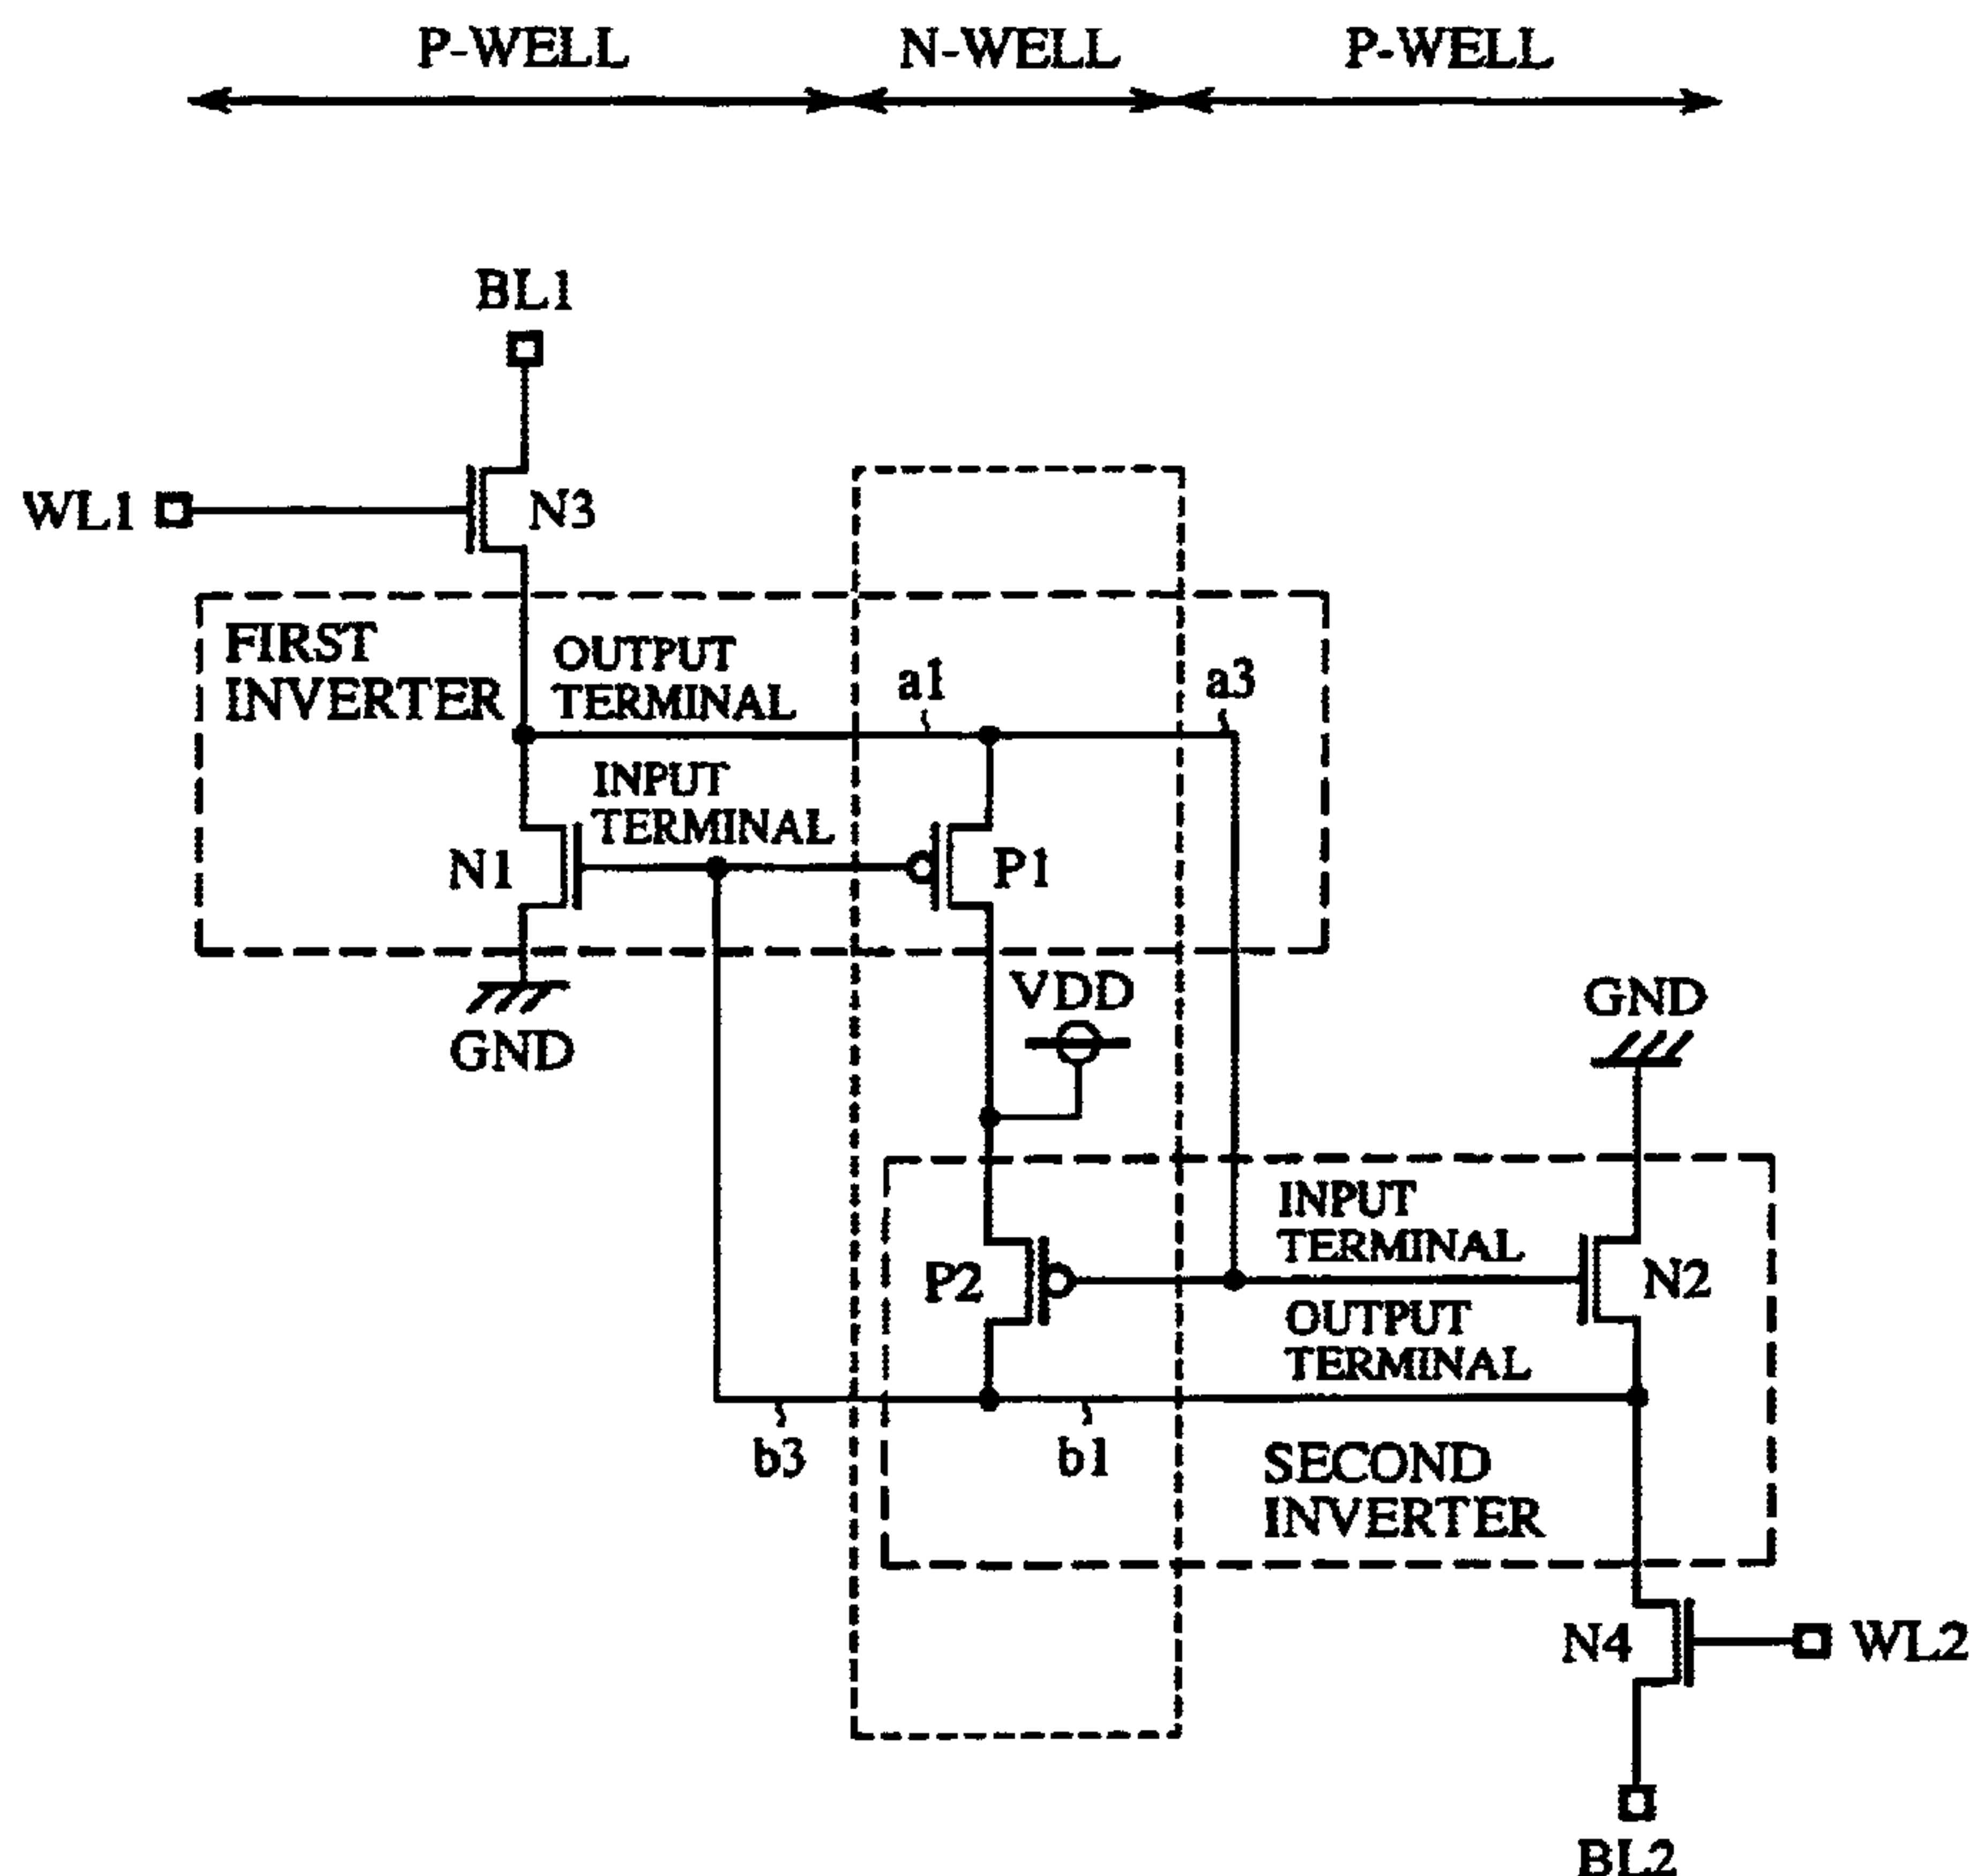 P-WELL
N-WELL
P-WELL
BL1
WL1
N3
FIRST
INVERTER
OUTPUT
TERMINAL
a1
a3
INPUT
TERMINAL
N1
P1
GND
VDD
GND
INPUT
TERMINAL
P2
N2
OUTPUT
TERMINAL
b3
b1
SECOND
INVERTER
N4
WL2
BL2